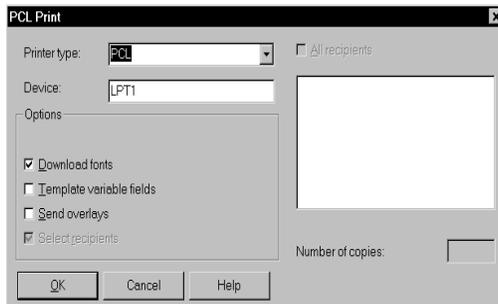 PCL Print
Printer type:
PCL
Device:
LPT1
Options
Download fonts
Template variable fields
Send overlays
Select recipients
OK
Cancel
Help
All recipients
Number of copies: